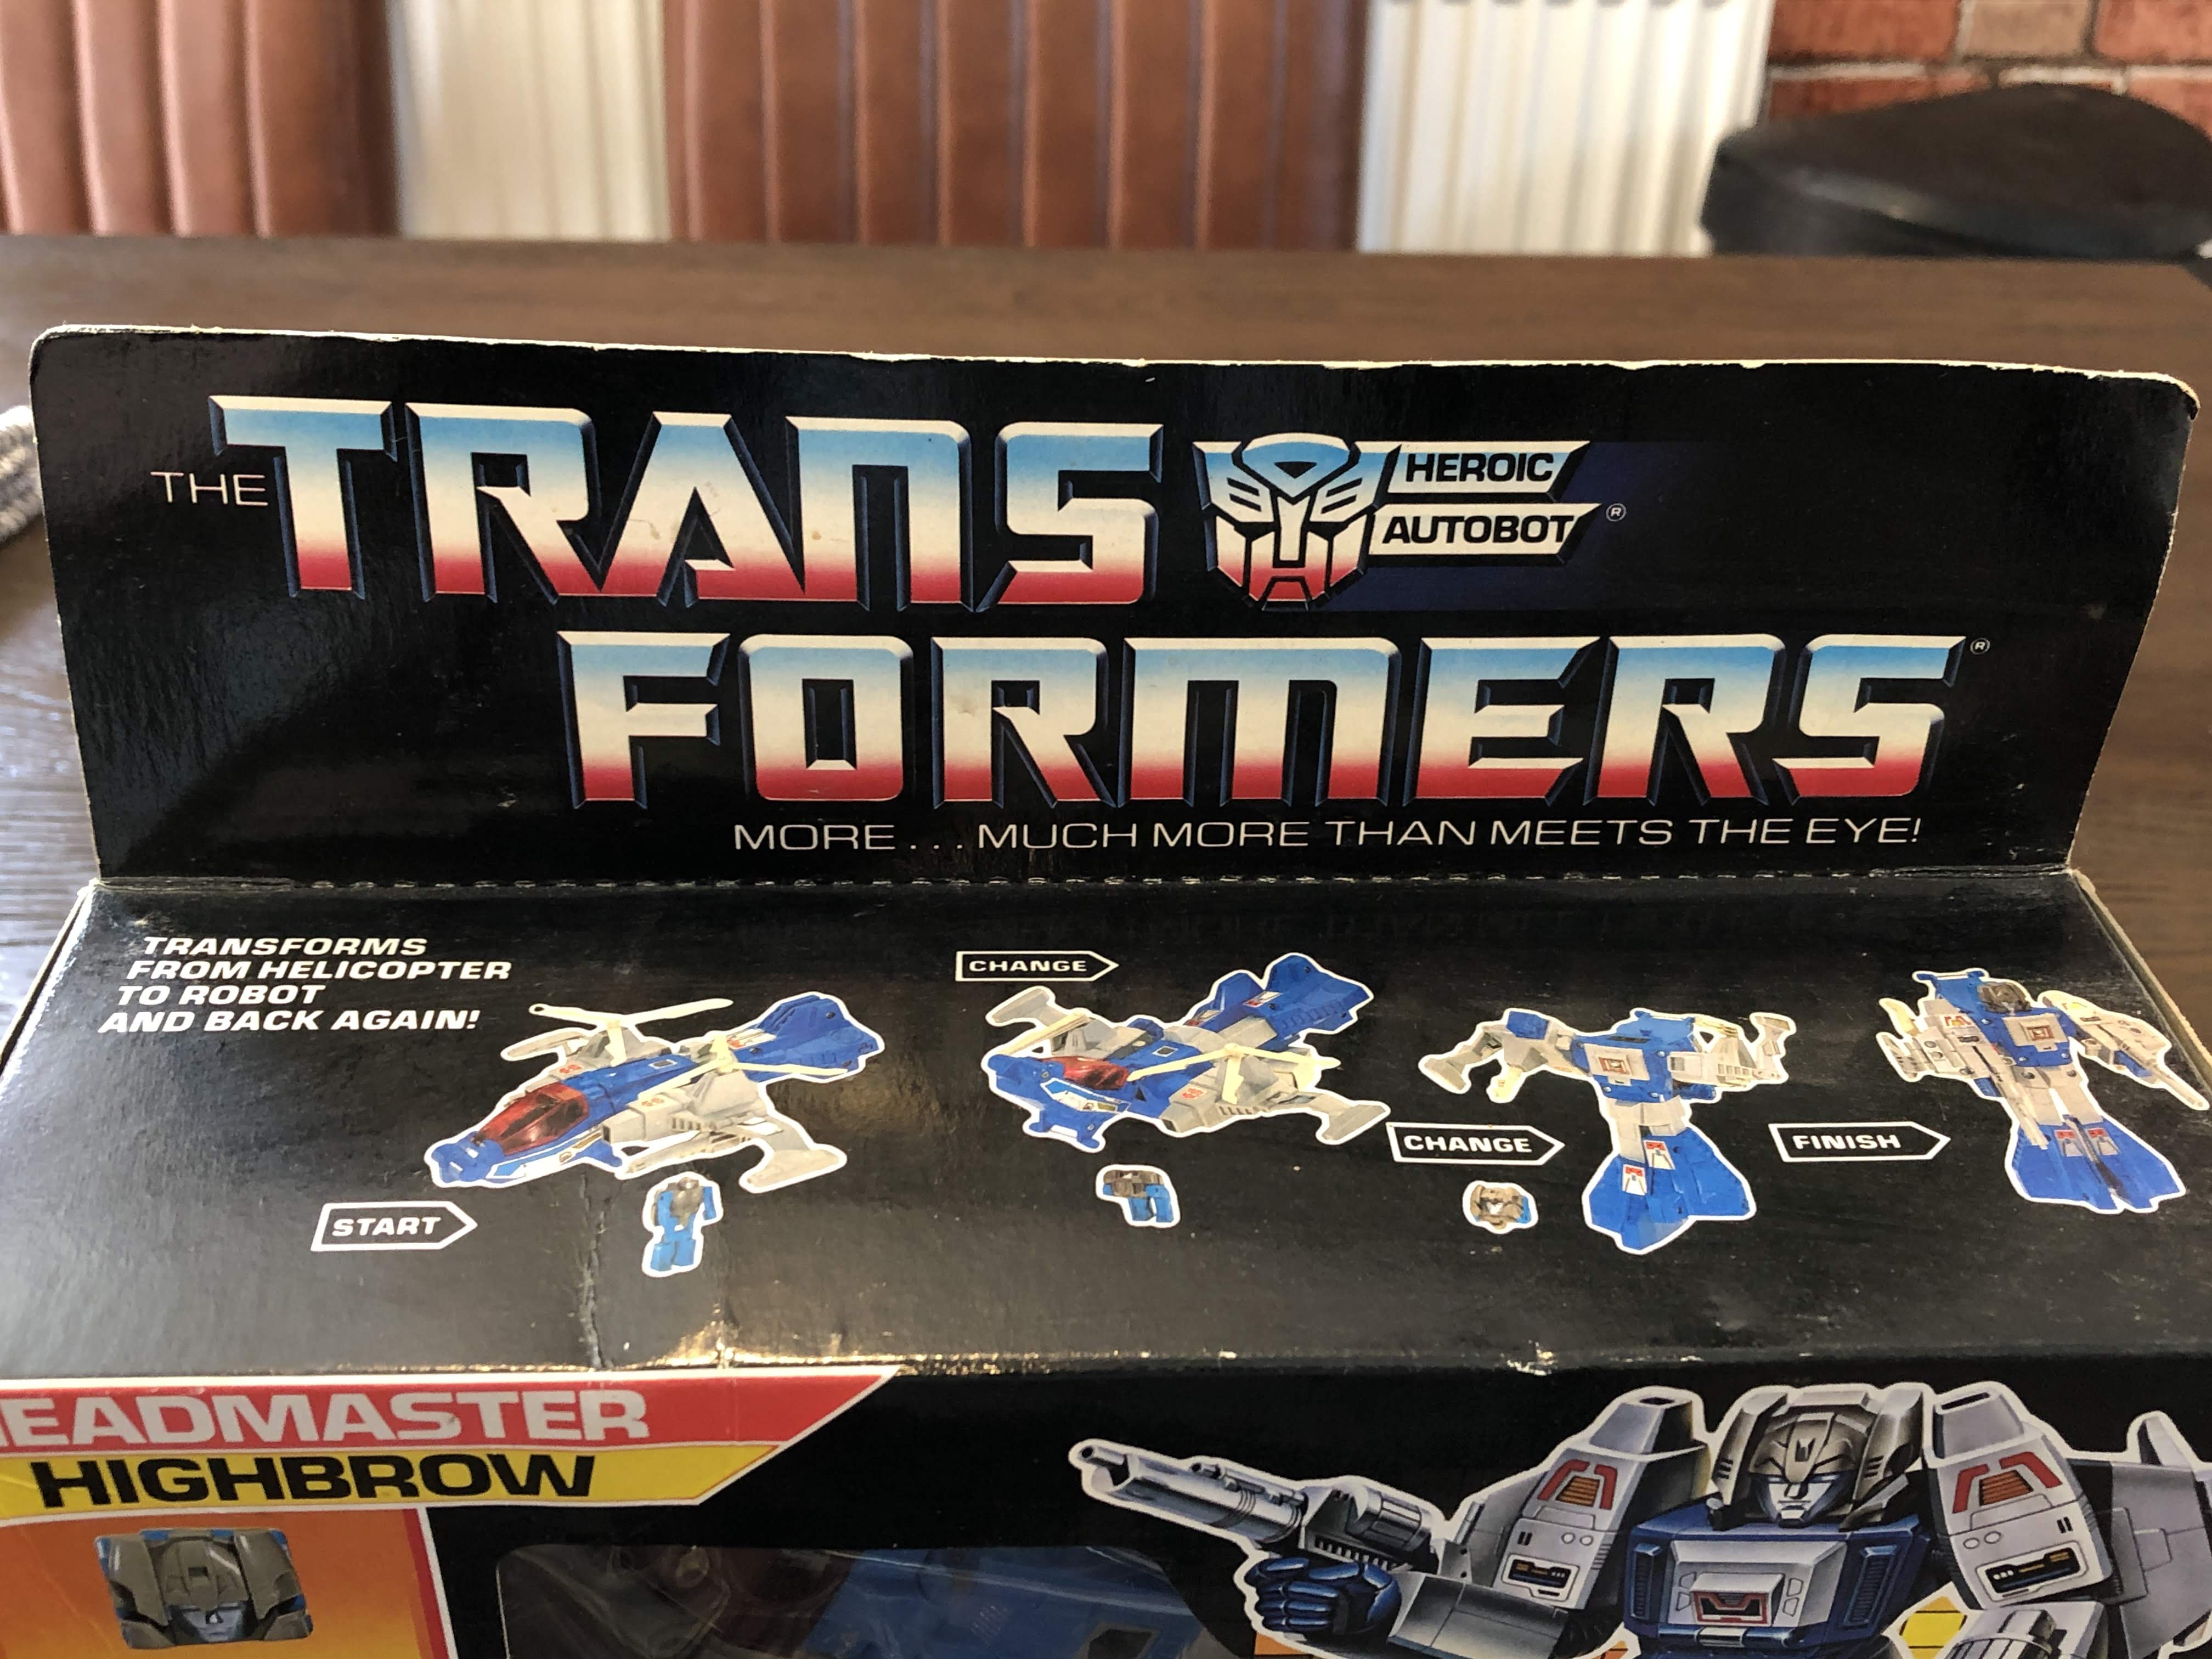 THE TRANS
HEROIC
AUTOBOT®
FORMERS®
MORE... MUCH MORE THAN MEETS THE EYE!
TRANSFORMS
FROM HELICOPTER
TO ROBOT
AND BACK AGAIN!
START
CHANGE
CHANGE
FINISH
EADMASTER
HIGHBROW